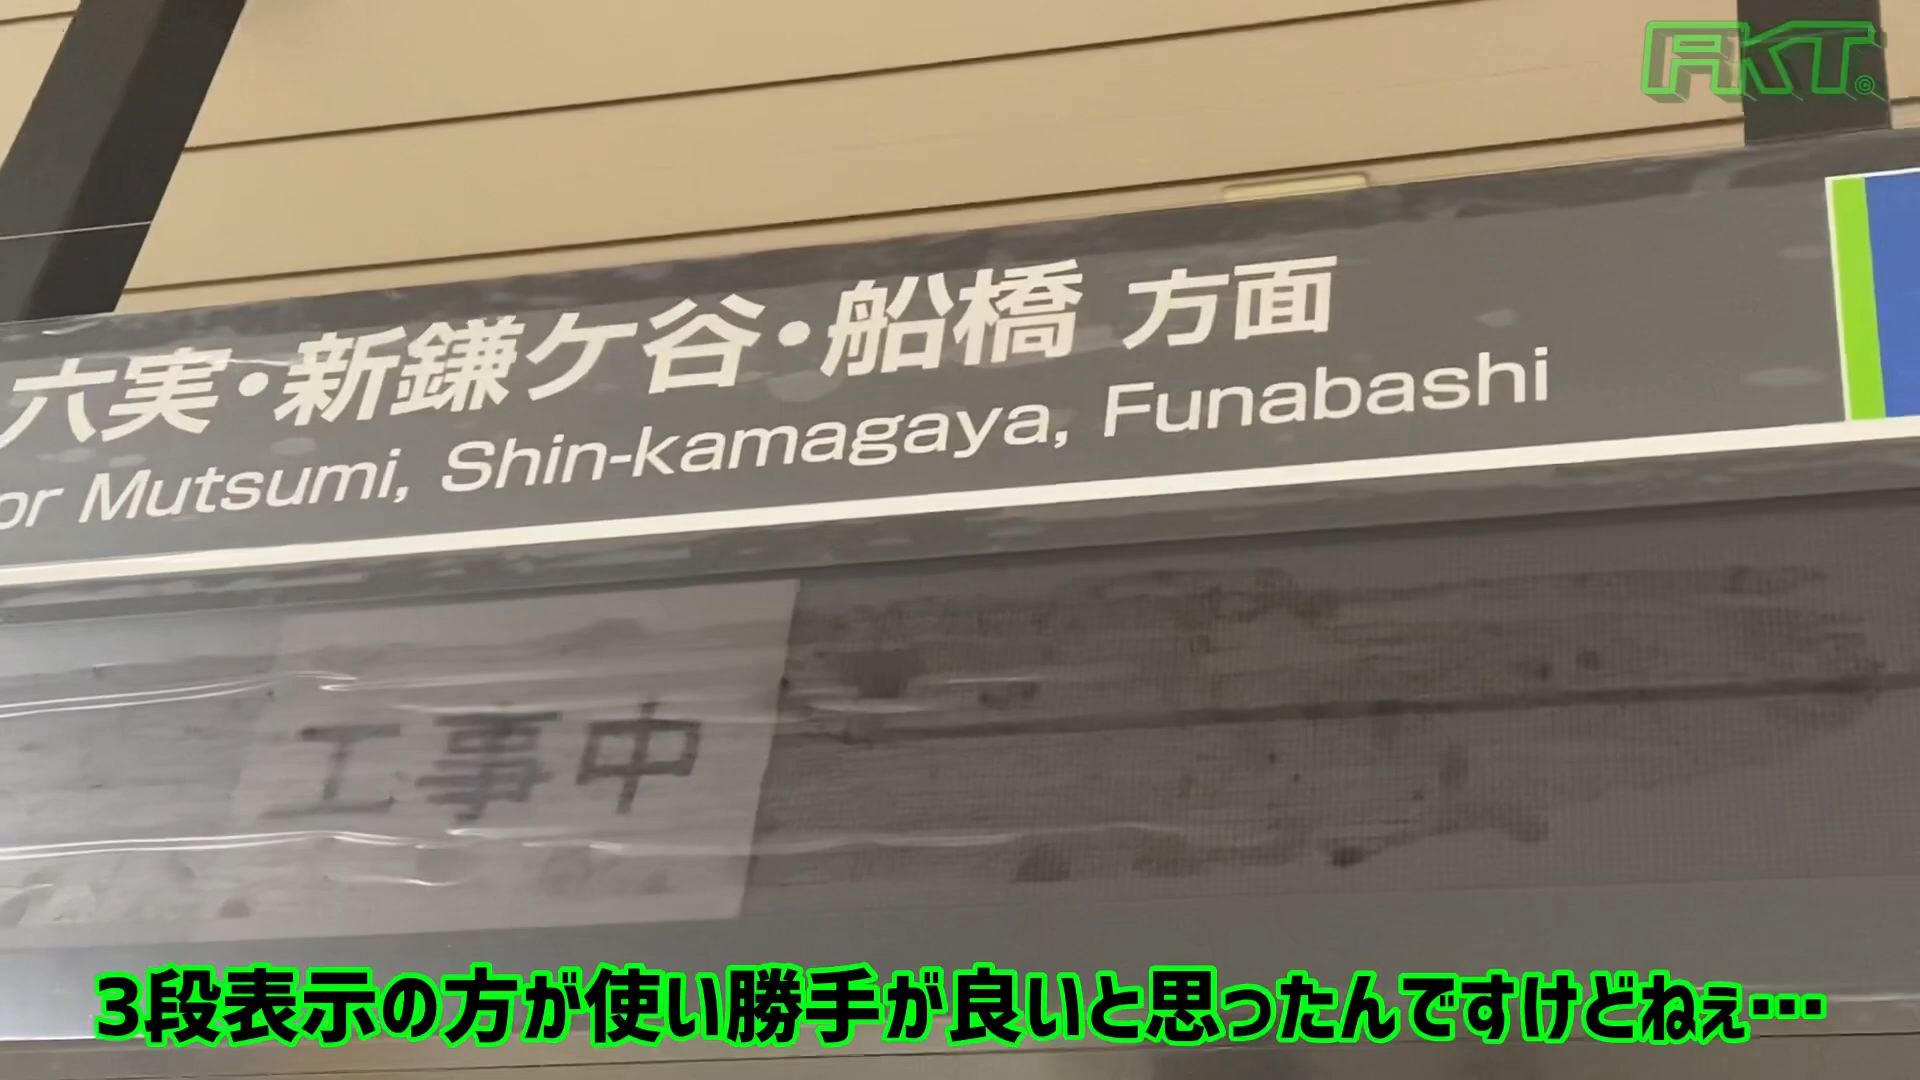 AKT©
六実・新鎌ケ谷・船橋 方面
or Mutsumi, Shin-kamagaya, Funabashi
工事中
3段表示の方が使い勝手が良いと思ったんですけどねぇ…